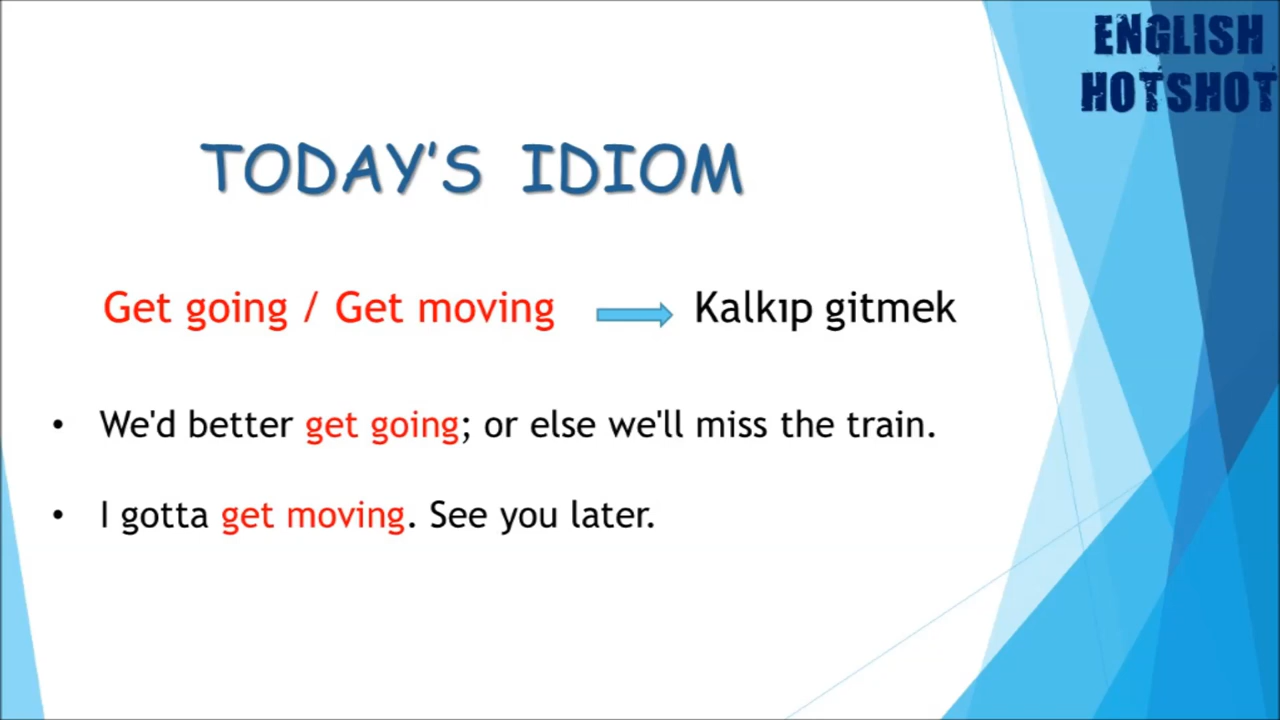 ENGLISH
HOTSHOT
TODAY'S IDIOM
Get going / Get moving Kalkıp gitmek
• We'd better get going; or else we'll miss the train.
• I gotta get moving. See you later.